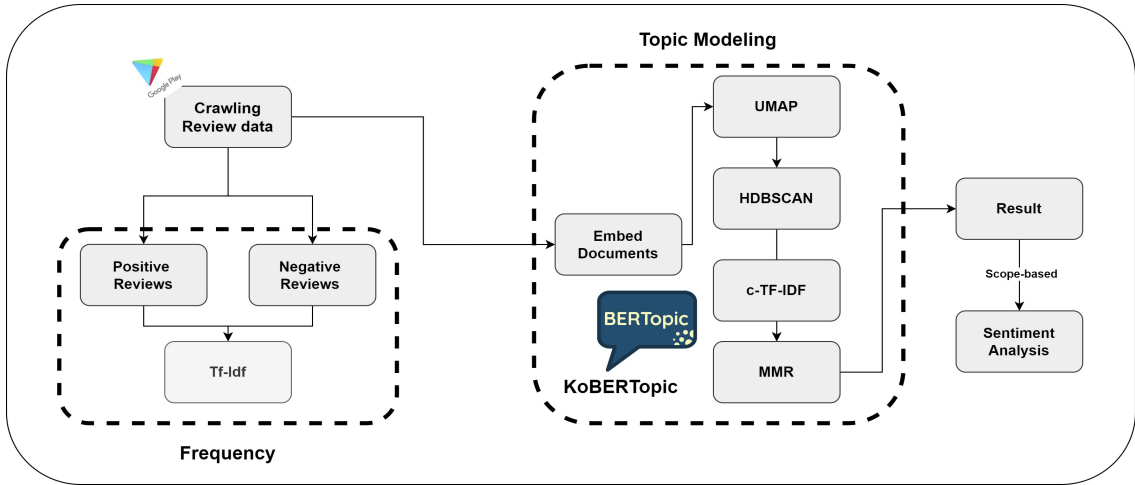 Topic Modeling
Google Play
Crawling
Review data
UMAP
HDBSCAN
Embed
Documents
Result
Positive
Reviews
Negative
Reviews
Scope-based
c-TF-IDF
BERTopic
Sentiment
Analysis
Tf-Idf
MMR
KoBERTopic
Frequency